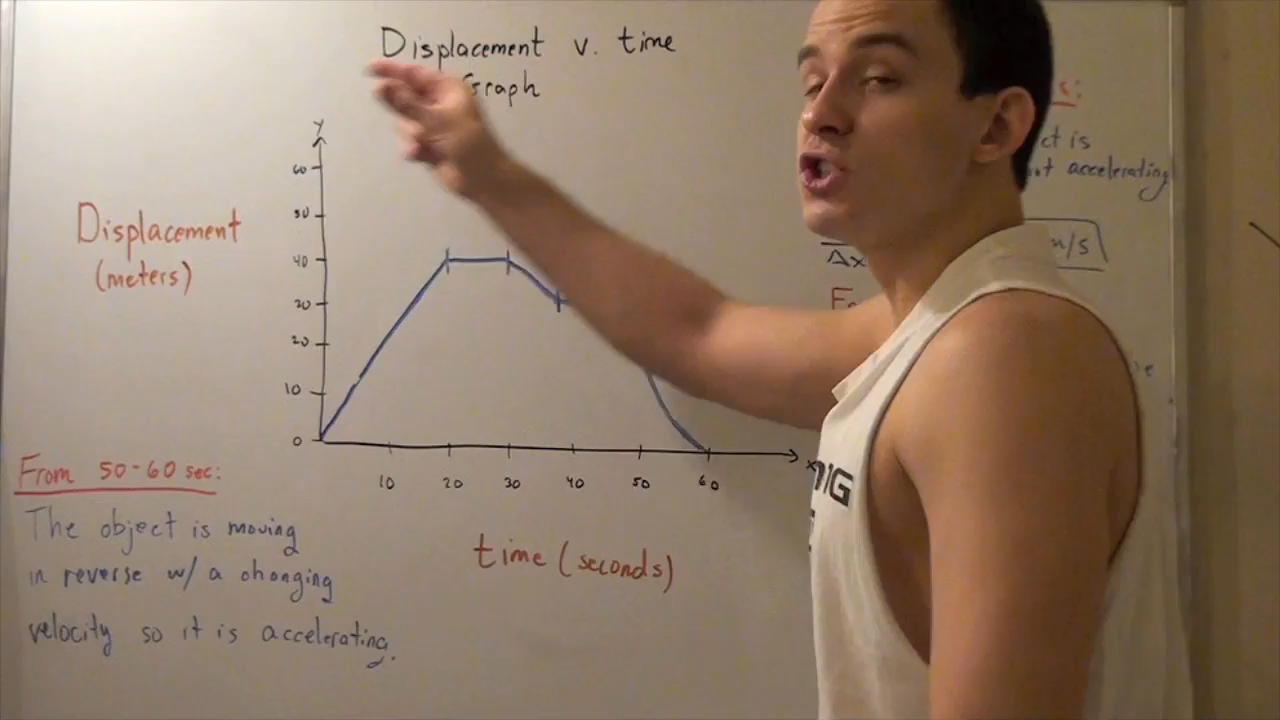 Displacement v. time
Graph
Y
60
50
40
30
20
10
0
Displacement
(meters)
10 20 30 40 50 60
x
time (seconds)
From 50-60 sec:
The object is moving
in reverse w/ a changing
velocity so it is accelerating.
is
accelerating
Δx
m/s